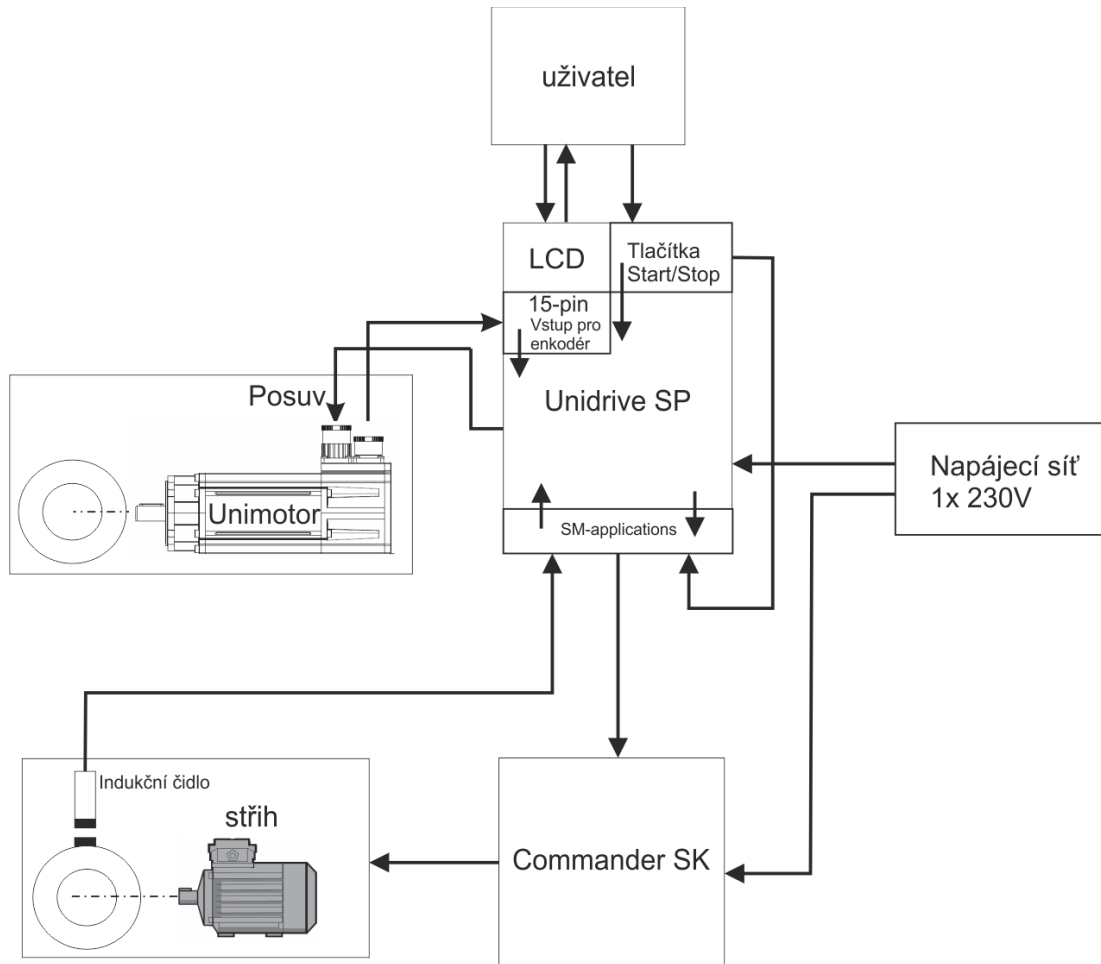 uživatel
LCD
Tlačítka
Start/Stop
15-pin
Vstup pro
enkodér
Posuv
Unidrive SP
Unimotor
Napájecí síť
1x 230V
SM-applications
Indukční čidlo
střih
Commander SK